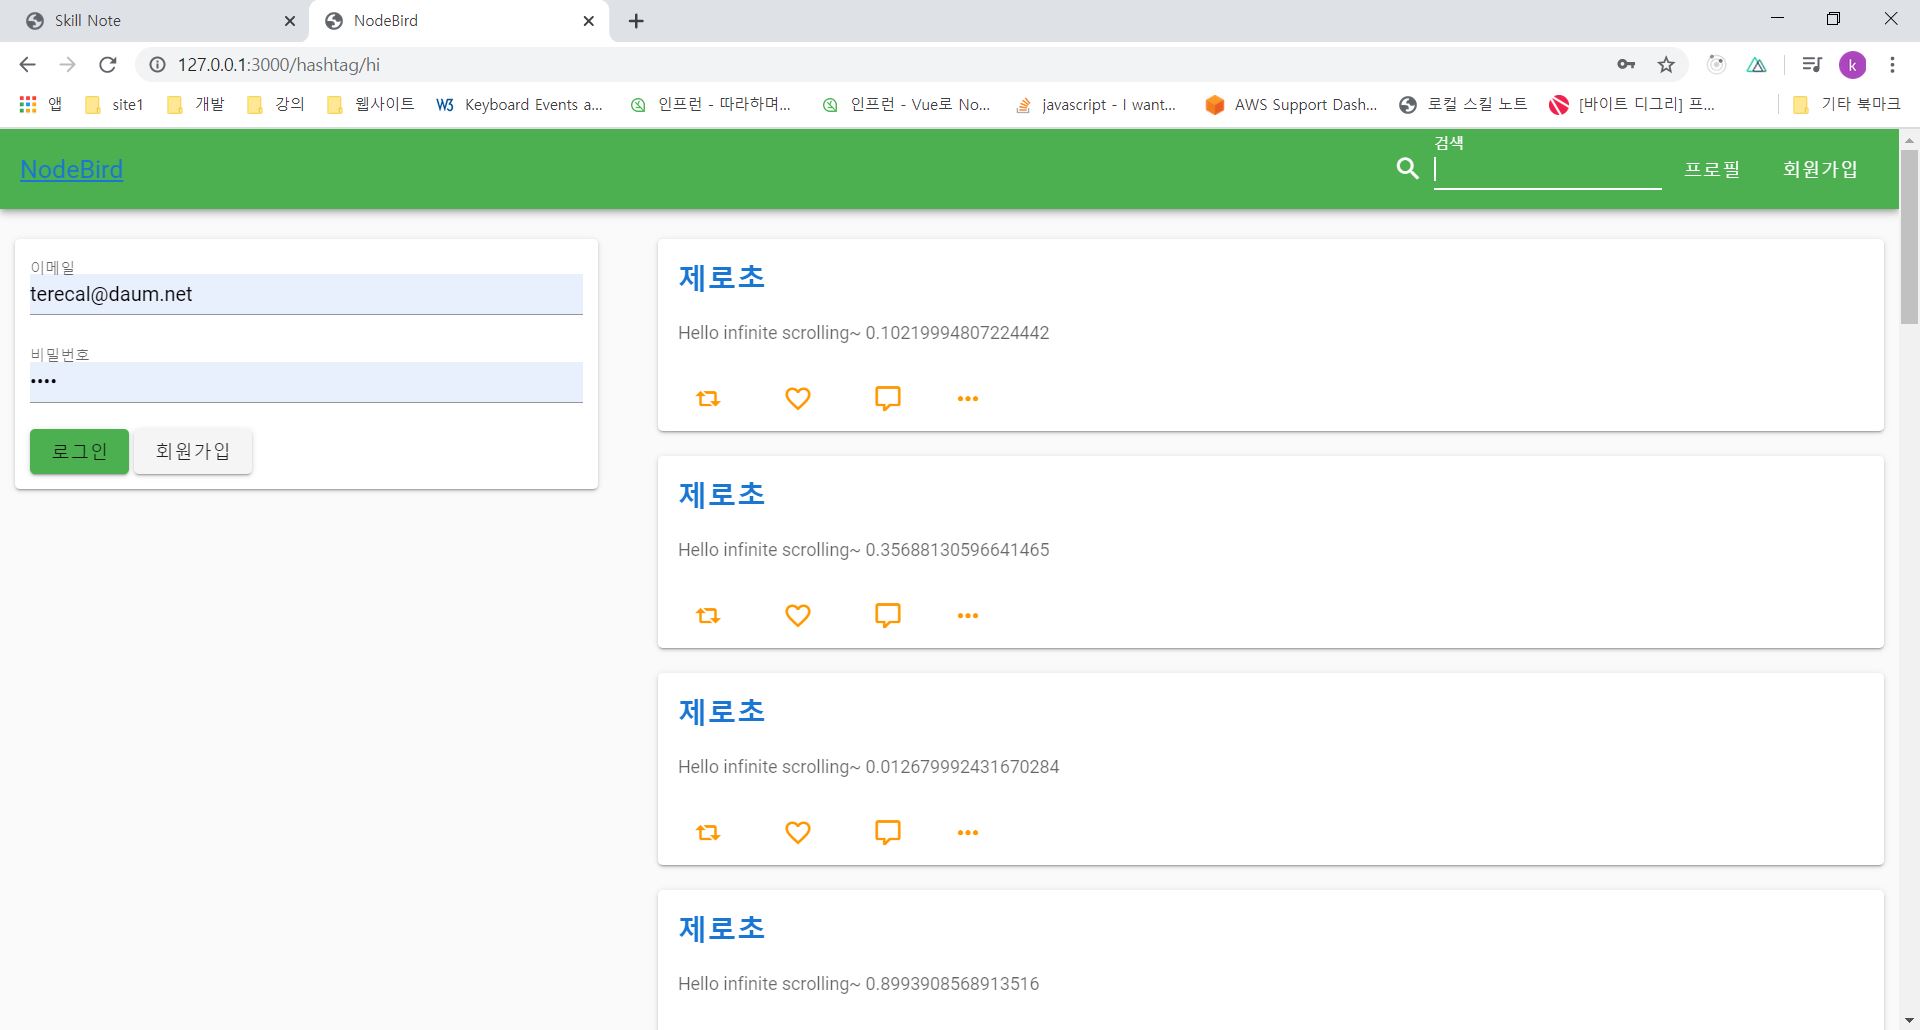 Skill Note
NodeBird
127.0.0.1:3000/hashtag/hi
k
앱
site1
개발
강의
웹사이트
W3 Keyboard Events a...
인프런 - 따라하며...
인프런 - Vue로 No...
javascript - I want...
AWS Support Dash...
로컬 스킬 노트
[바이트 디그리] 프...
기타 북마크
NodeBird
검색
프로필
회원가입
이메일
terecal@daum.net
비밀번호
••••
로그인
회원가입
제로초
Hello infinite scrolling~ 0.10219994807224442
제로초
Hello infinite scrolling~ 0.35688130596641465
제로초
Hello infinite scrolling~ 0.012679992431670284
제로초
Hello infinite scrolling~ 0.8993908568913516